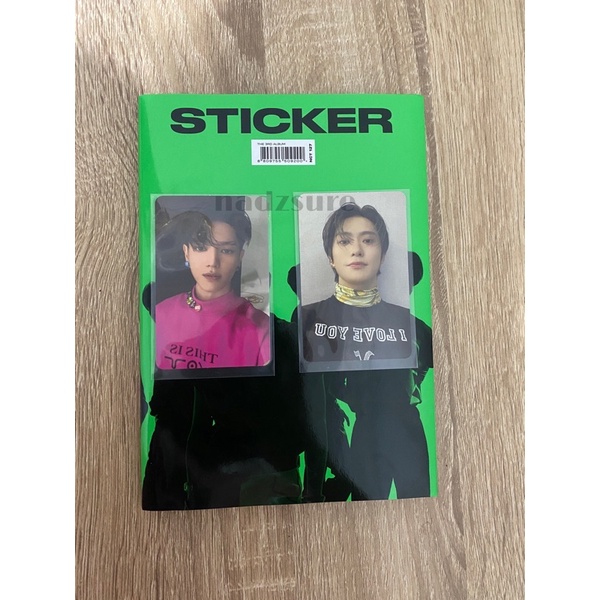 STICKER
THE 3RD ALBUM
NCT 127
nadzsure
THIS IS
I LOVE YOU